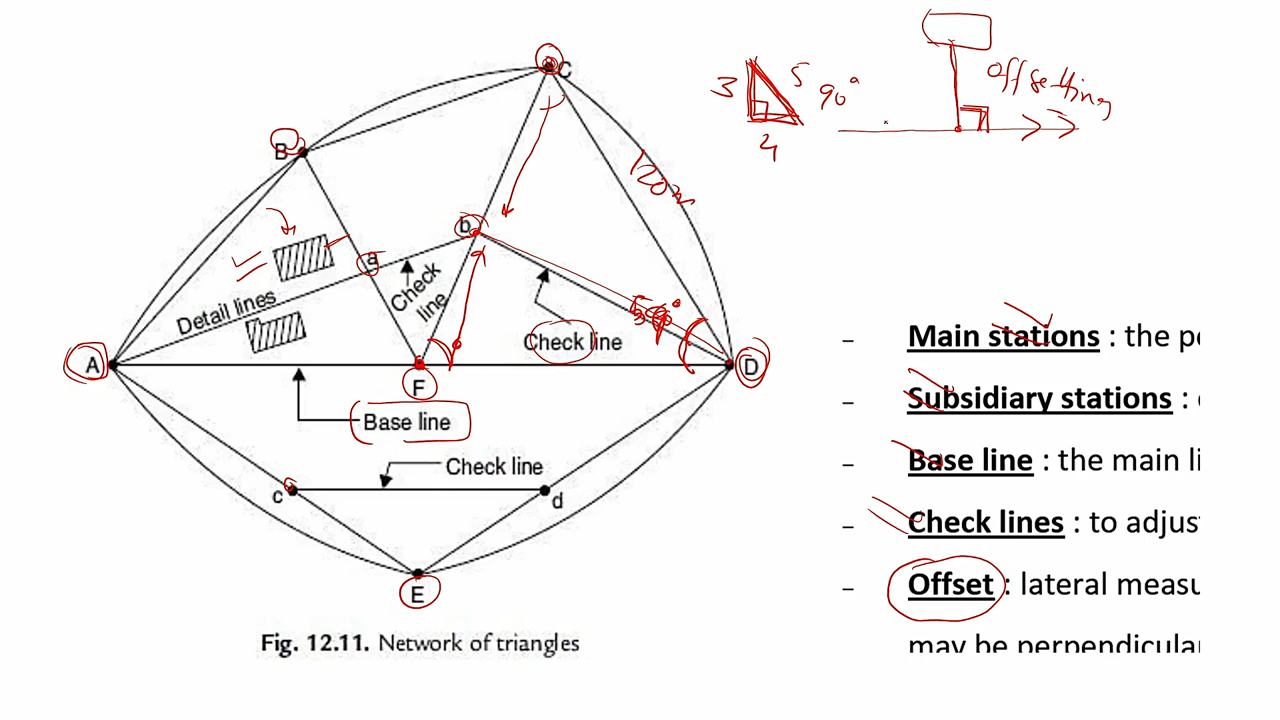 C
B
A
b
a
Detail lines
Check
line
Check line
F
D
Base line
Check line
c
d
E
Fig. 12.11. Network of triangles
3
5
4
90°
offsetting
120m
- Main stations : the p
- Subsidiary stations :
- Base line : the main li
- Check lines : to adjus
- Offset : lateral measu
may be perpendicular